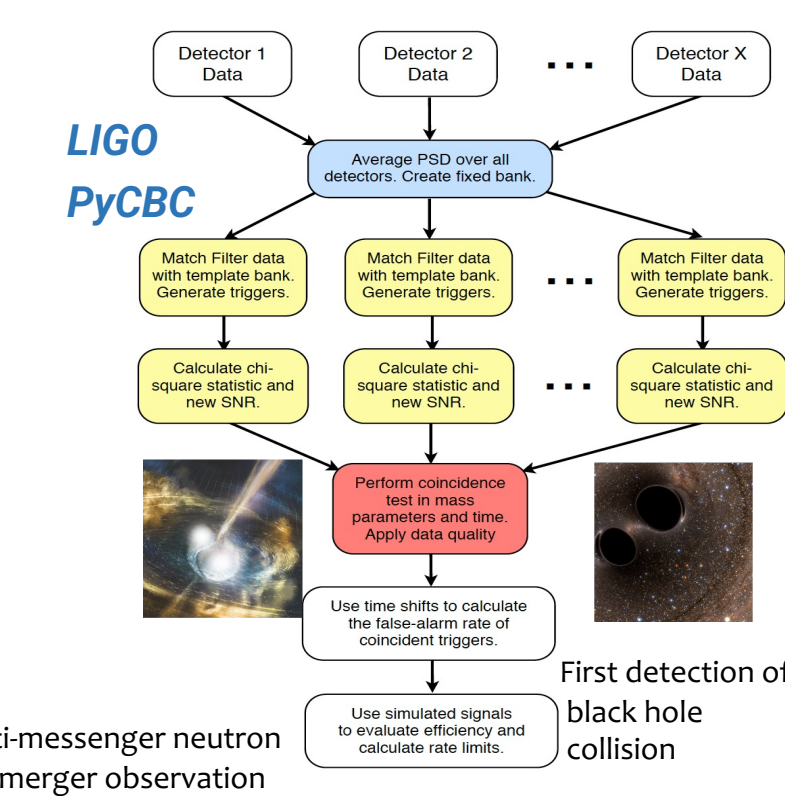 Detector 1
Data
Detector 2
Data
...
Detector X
Data
LIGO
PyCBC
Average PSD over all
detectors. Create fixed bank.
Match Filter data
with template bank.
Generate triggers.
Match Filter data
with template bank.
Generate triggers.
...
Match Filter data
with template bank.
Generate triggers.
Calculate chi-
square statistic and
new SNR.
Calculate chi-
square statistic and
new SNR.
...
Calculate chi-
square statistic and
new SNR.
Perform coincidence
test in mass
parameters and time.
Apply data quality
Use time shifts to calculate
the false-alarm rate of
coincident triggers.
Use simulated signals
to evaluate efficiency and
calculate rate limits.
First detection of
black hole
collision
ti-messenger neutron
merger observation